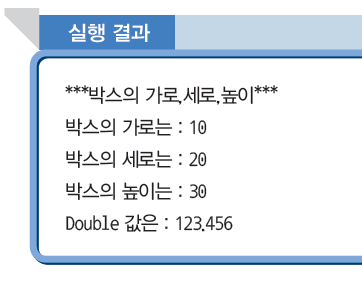 실행 결과
***박스의 가로,세로,높이***
박스의 가로는 : 10
박스의 세로는 : 20
박스의 높이는 : 30
Double 값은 : 123.456